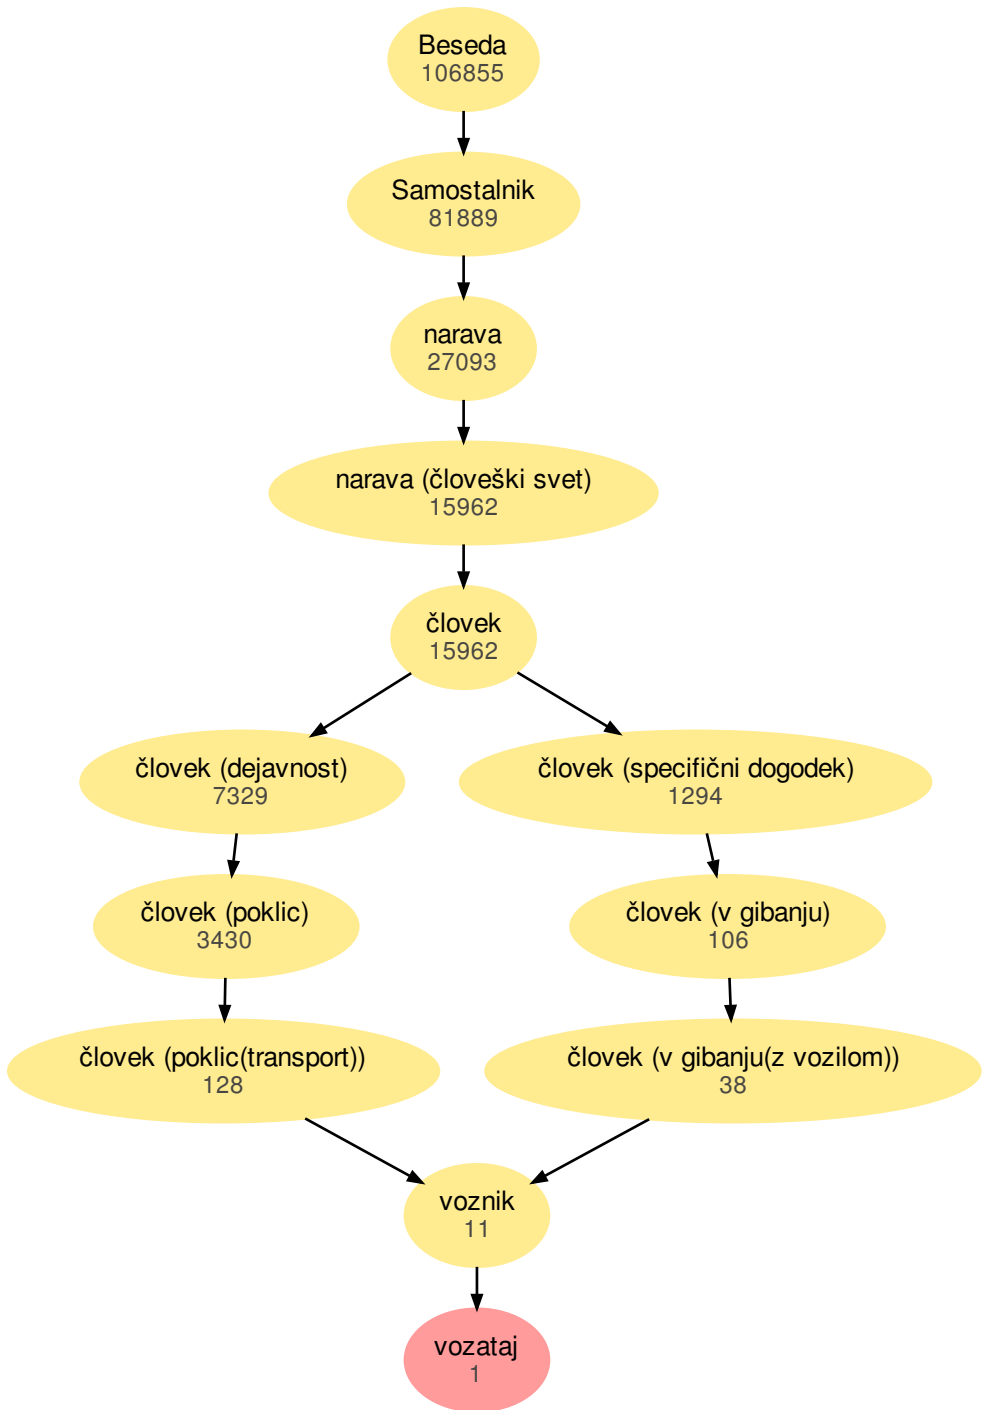 Beseda
106855
Samostalnik
81889
narava
27093
narava (človeški svet)
15962
človek
15962
človek (dejavnost)
7329
človek (specifični dogodek)
1294
človek (poklic)
3430
človek (v gibanju)
106
človek (poklic(transport))
128
človek (v gibanju(z vozilom))
38
voznik
11
vozataj
1